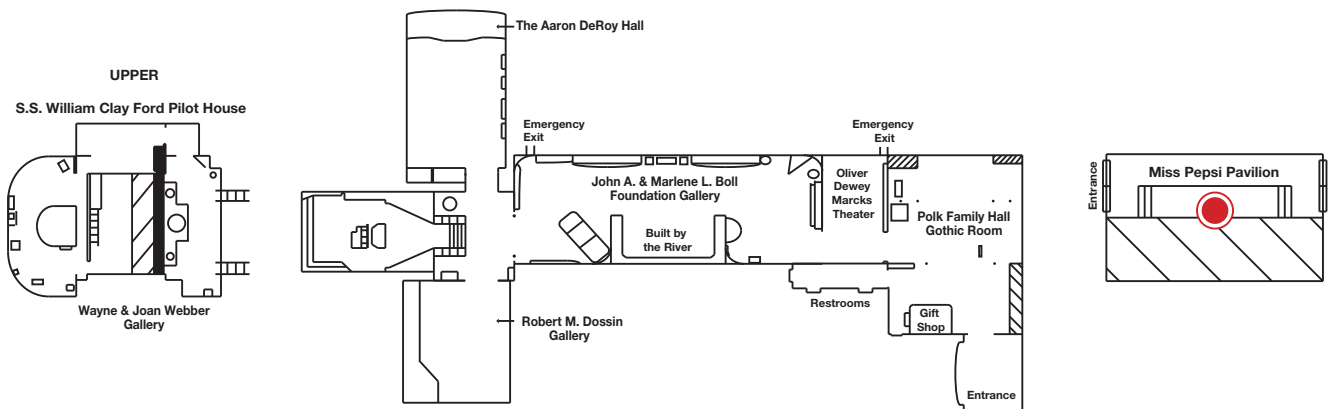 UPPER
S.S. William Clay Ford Pilot House
Wayne & Joan Webber
Gallery
The Aaron DeRoy Hall
Emergency
Exit
John A. & Marlene L. Boll
Foundation Gallery
Built by
the River
Robert M. Dossin
Gallery
Emergency
Exit
Oliver
Dewey
Marcks
Theater
Polk Family Hall
Gothic Room
Restrooms
Gift
Shop
Entrance
Entrance
Miss Pepsi Pavilion